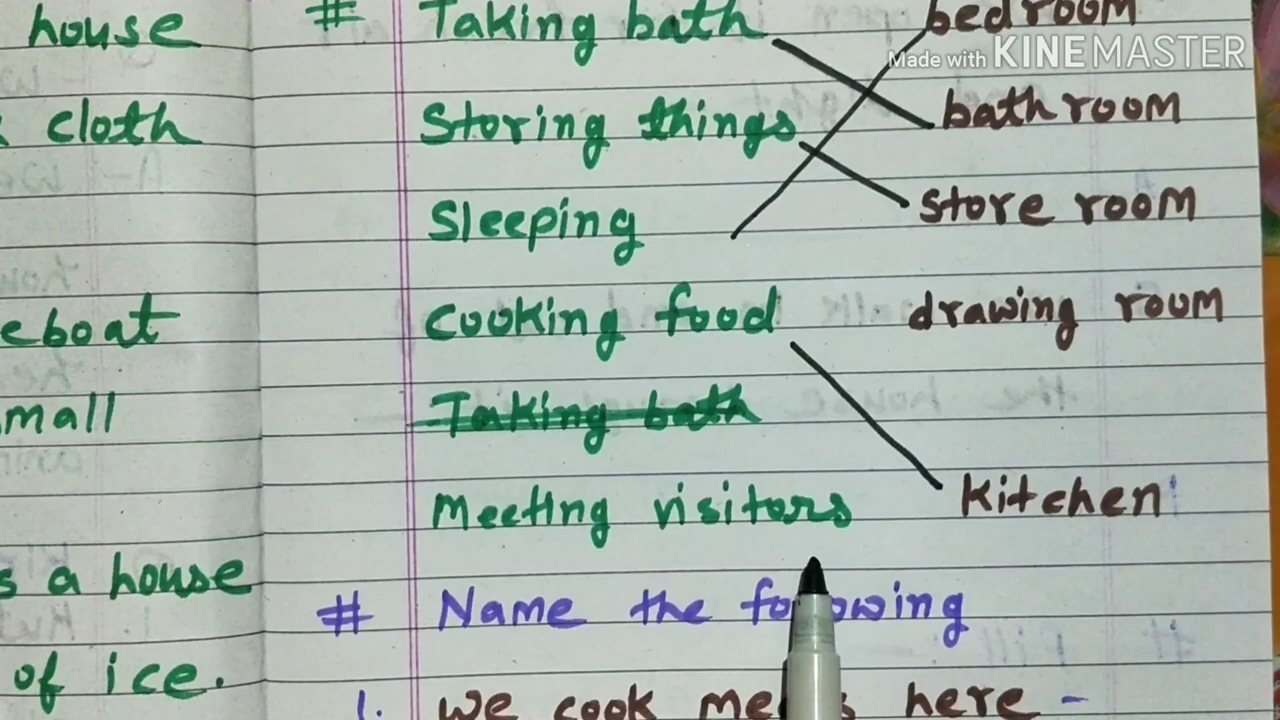 house
cloth
eboat
mall
s a house
of ice.
# Taking bath bedroom
Made with KINEMASTER
Storing things bathroom
Sleeping store room
Cooking food drawing room
Taking bath
Meeting visitors Kitchen
# Name the following
1. We cook here -